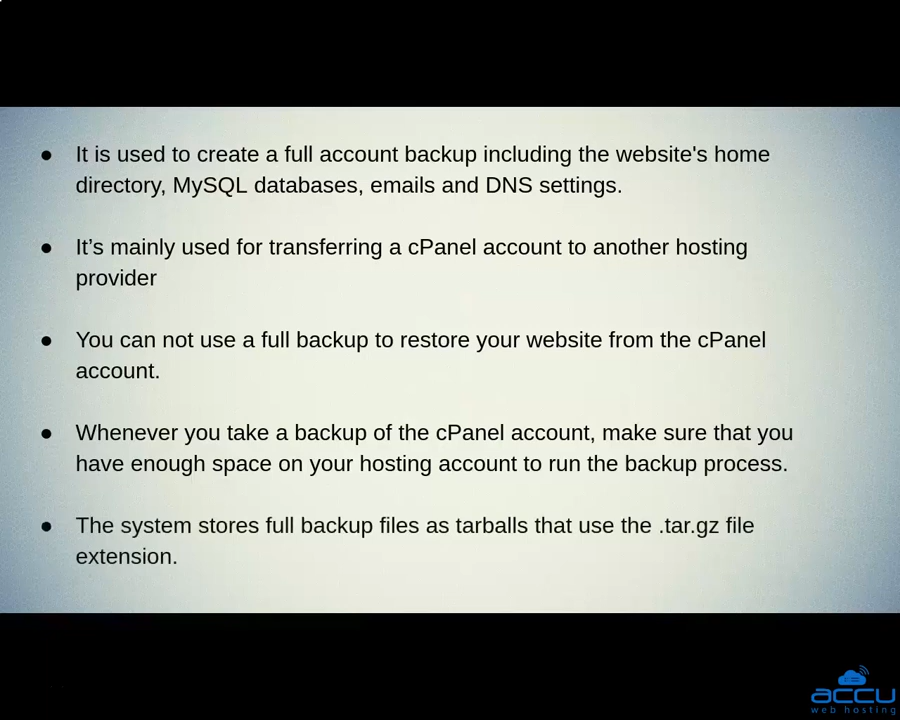 ● It is used to create a full account backup including the website's home
directory, MySQL databases, emails and DNS settings.
● It’s mainly used for transferring a cPanel account to another hosting
provider
● You can not use a full backup to restore your website from the cPanel
account.
● Whenever you take a backup of the cPanel account, make sure that you
have enough space on your hosting account to run the backup process.
● The system stores full backup files as tarballs that use the .tar.gz file
extension.
accu
web hosting